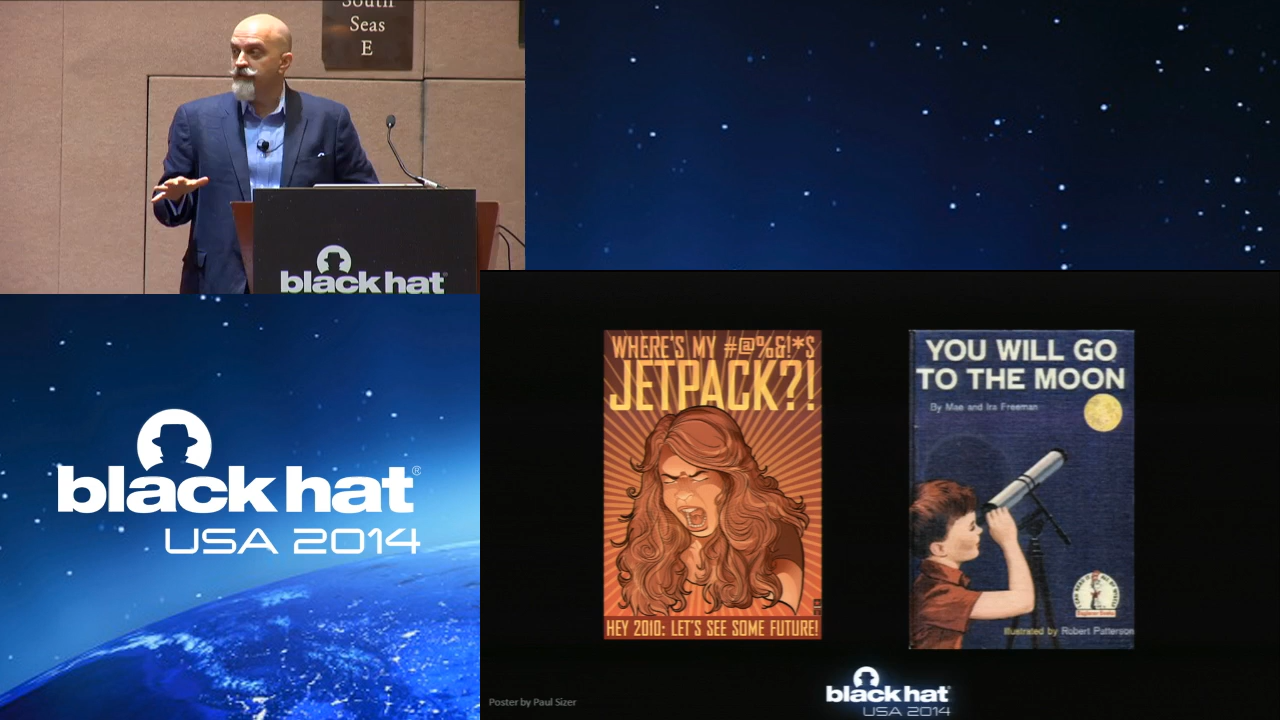 South
Seas
E
black hat®
black hat®
USA 2014
WHERE'S MY #@%&!*S
JETPACK?!
HEY 2010: LET'S SEE SOME FUTURE!
YOU WILL GO
TO THE MOON
By Mae and Ira Freeman
Illustrated by Robert Patterson
Poster by Paul Sizer
black hat
USA 2014